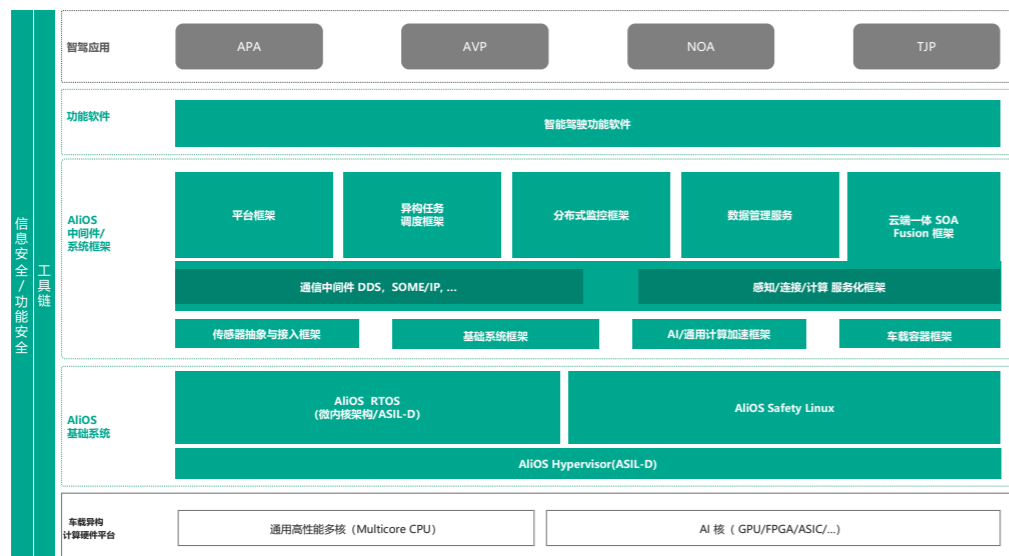 信息安全/功能安全
工具链
智驾应用
APA
AVP
NOA
TJP
功能软件
智能驾驶功能软件
AliOS
中间件/
系统框架
平台框架
异构任务
调度框架
分布式监控框架
数据管理服务
云端一体 SOA
Fusion 框架
通信中间件 DDS，SOME/IP, ...
感知/连接/计算 服务化框架
传感器抽象与接入框架
基础系统框架
AI/通用计算加速框架
车载容器框架
AliOS
基础系统
AliOS RTOS
(微内核架构/ASIL-D)
AliOS Safety Linux
AliOS Hypervisor(ASIL-D)
车载异构
计算硬件平台
通用高性能多核（Multicore CPU）
AI 核（ GPU/FPGA/ASIC/...）